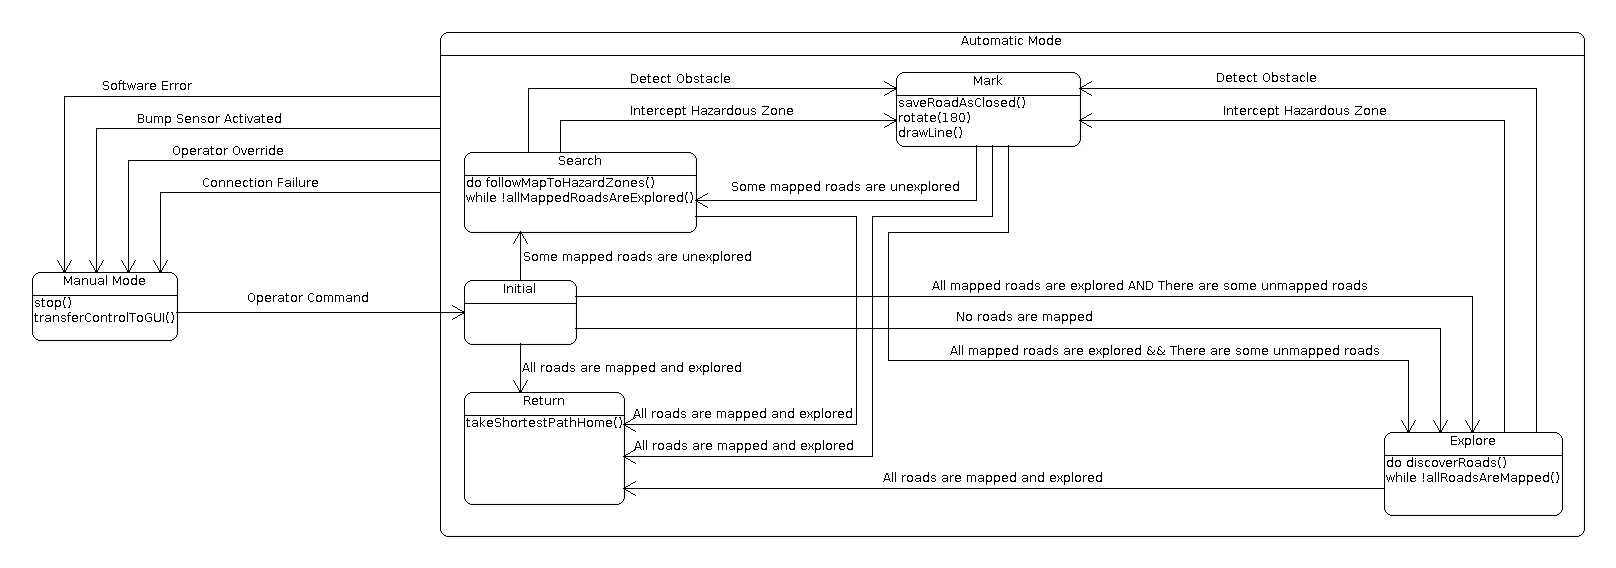 Automatic Mode
Software Error
Bump Sensor Activated
Operator Override
Connection Failure
Manual Mode
stop()
transferControlToGUI()
Operator Command
Detect Obstacle
Intercept Hazardous Zone
Mark
saveRoadAsClosed()
rotate(180)
drawLine()
Detect Obstacle
Intercept Hazardous Zone
Search
do followMapToHazardZones()
while !allMappedRoadsAreExplored()
Some mapped roads are unexplored
Some mapped roads are unexplored
Initial
All mapped roads are explored AND There are some unmapped roads
No roads are mapped
All mapped roads are explored && There are some unmapped roads
All roads are mapped and explored
Return
takeShortestPathHome()
All roads are mapped and explored
All roads are mapped and explored
All roads are mapped and explored
Explore
do discoverRoads()
while !allRoadsAreMapped()